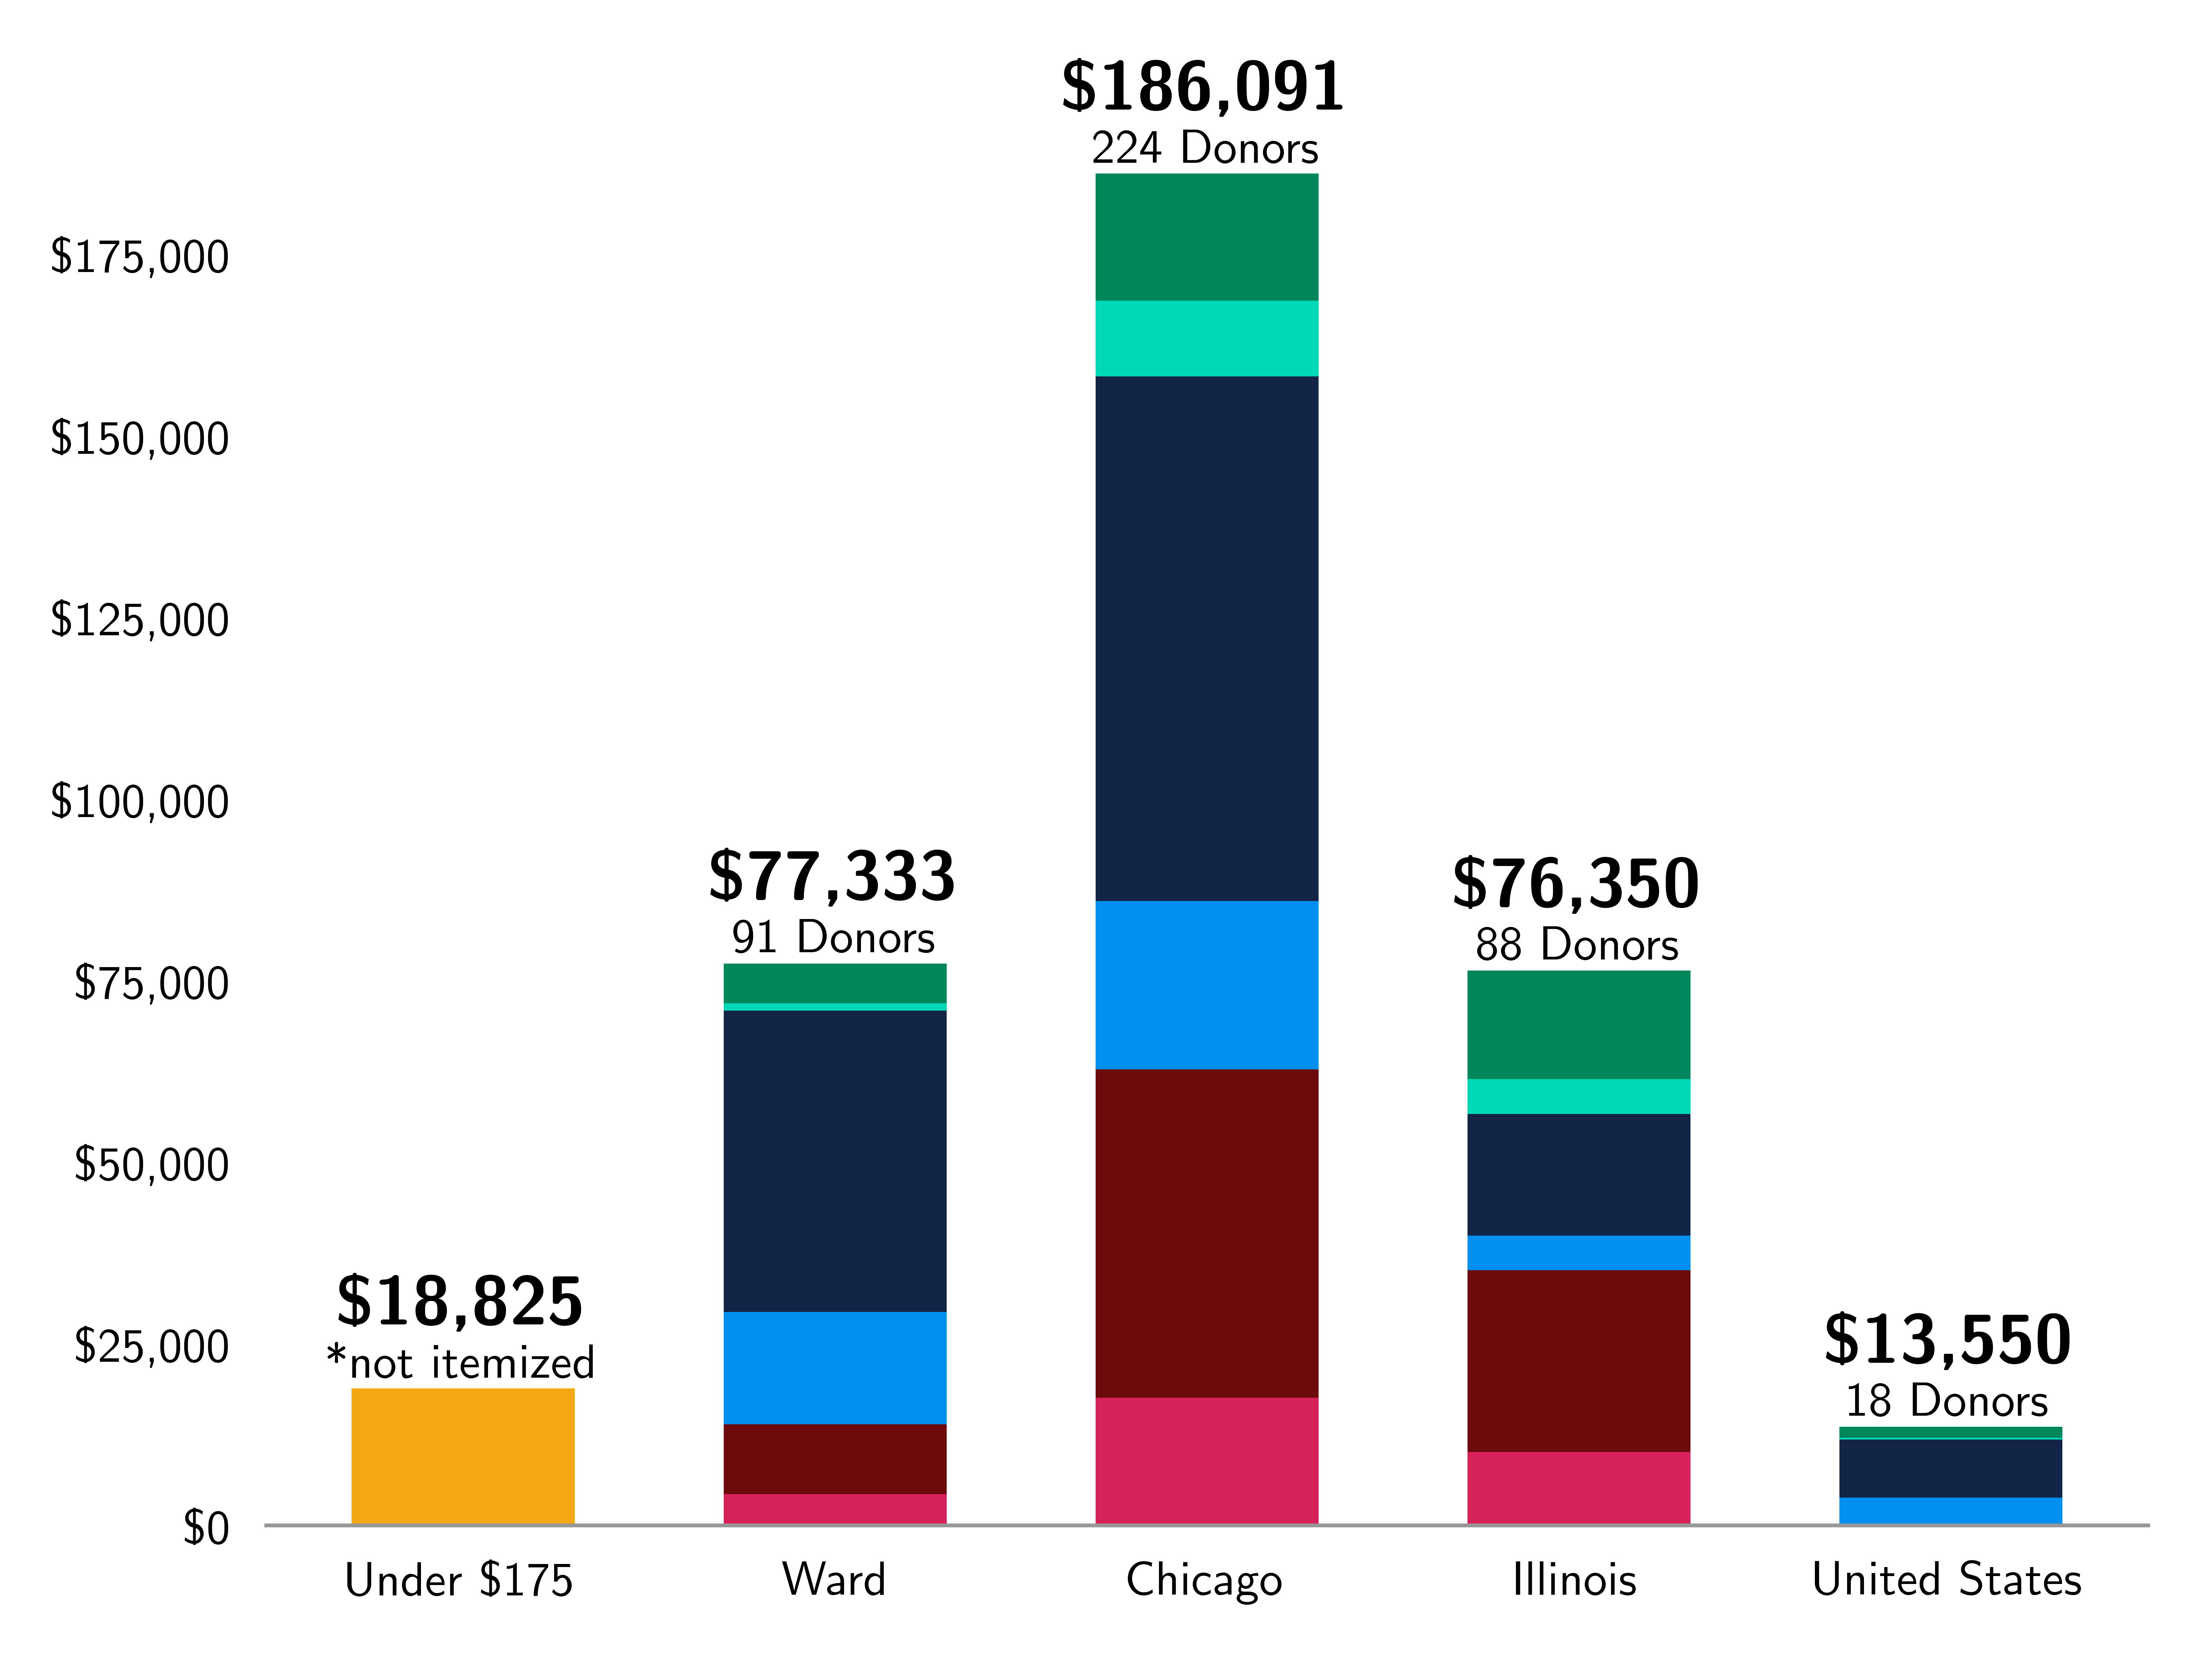 $186,091
224 Donors
$175,000
$150,000
$125,000
$100,000
$77,333
91 Donors
$76,350
88 Donors
$75,000
$50,000
$18,825
*not itemized
$25,000
$13,550
18 Donors
$0
Under $175
Ward
Chicago
Illinois
United States